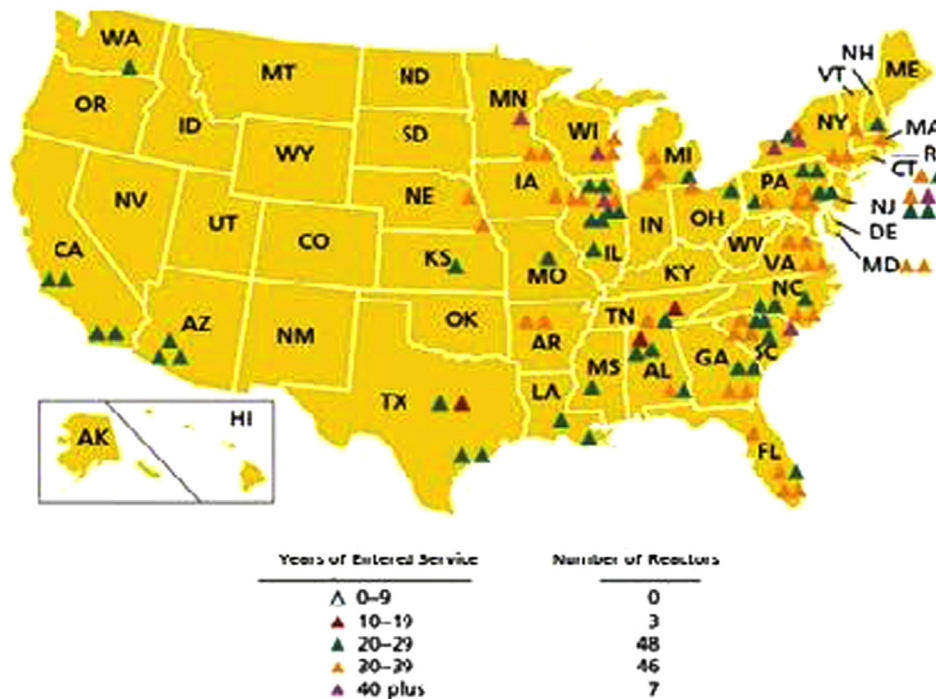 WA
MT
ND
MN
NH
VT
ME
OR
ID
SD
WI
NY
MA
WY
MI
CT R
NE
IA
PA
NV
NJ
UT
CO
IN
OH
DE
CA
IL
WV
MD
KS
MO
KY
VA
NC
AZ
NM
OK
TN
AR
SC
MS
AL
GA
TX
LA
HI
AK
FL
Years of Entered Service Number of Reactors
0–9 0
10–19 3
20–29 48
30–39 46
40 plus 7